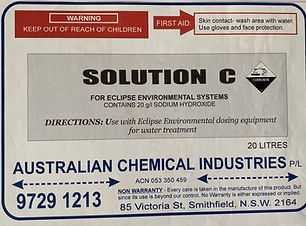 WARNING
KEEP OUT OF REACH OF CHILDREN
FIRST AID:
Skin contact- wash area with water.
Use gloves and face protection.
SOLUTION C
CORROSIVE
FOR ECLIPSE ENVIRONMENTAL SYSTEMS
CONTAINS 20 g/l SODIUM HYDROXIDE
DIRECTIONS: Use with Eclipse Environmental dosing equipment
for water treatment
20 LITRES
AUSTRALIAN CHEMICAL INDUSTRIES P/L
ACN 053 350 459
9729 1213
NON WARRANTY - Every care is taken in the manufacture of this product. But
since its use is beyond our control, No Warranty is either expressed or implied.
85 Victoria St, Smithfield, N.S.W. 2164